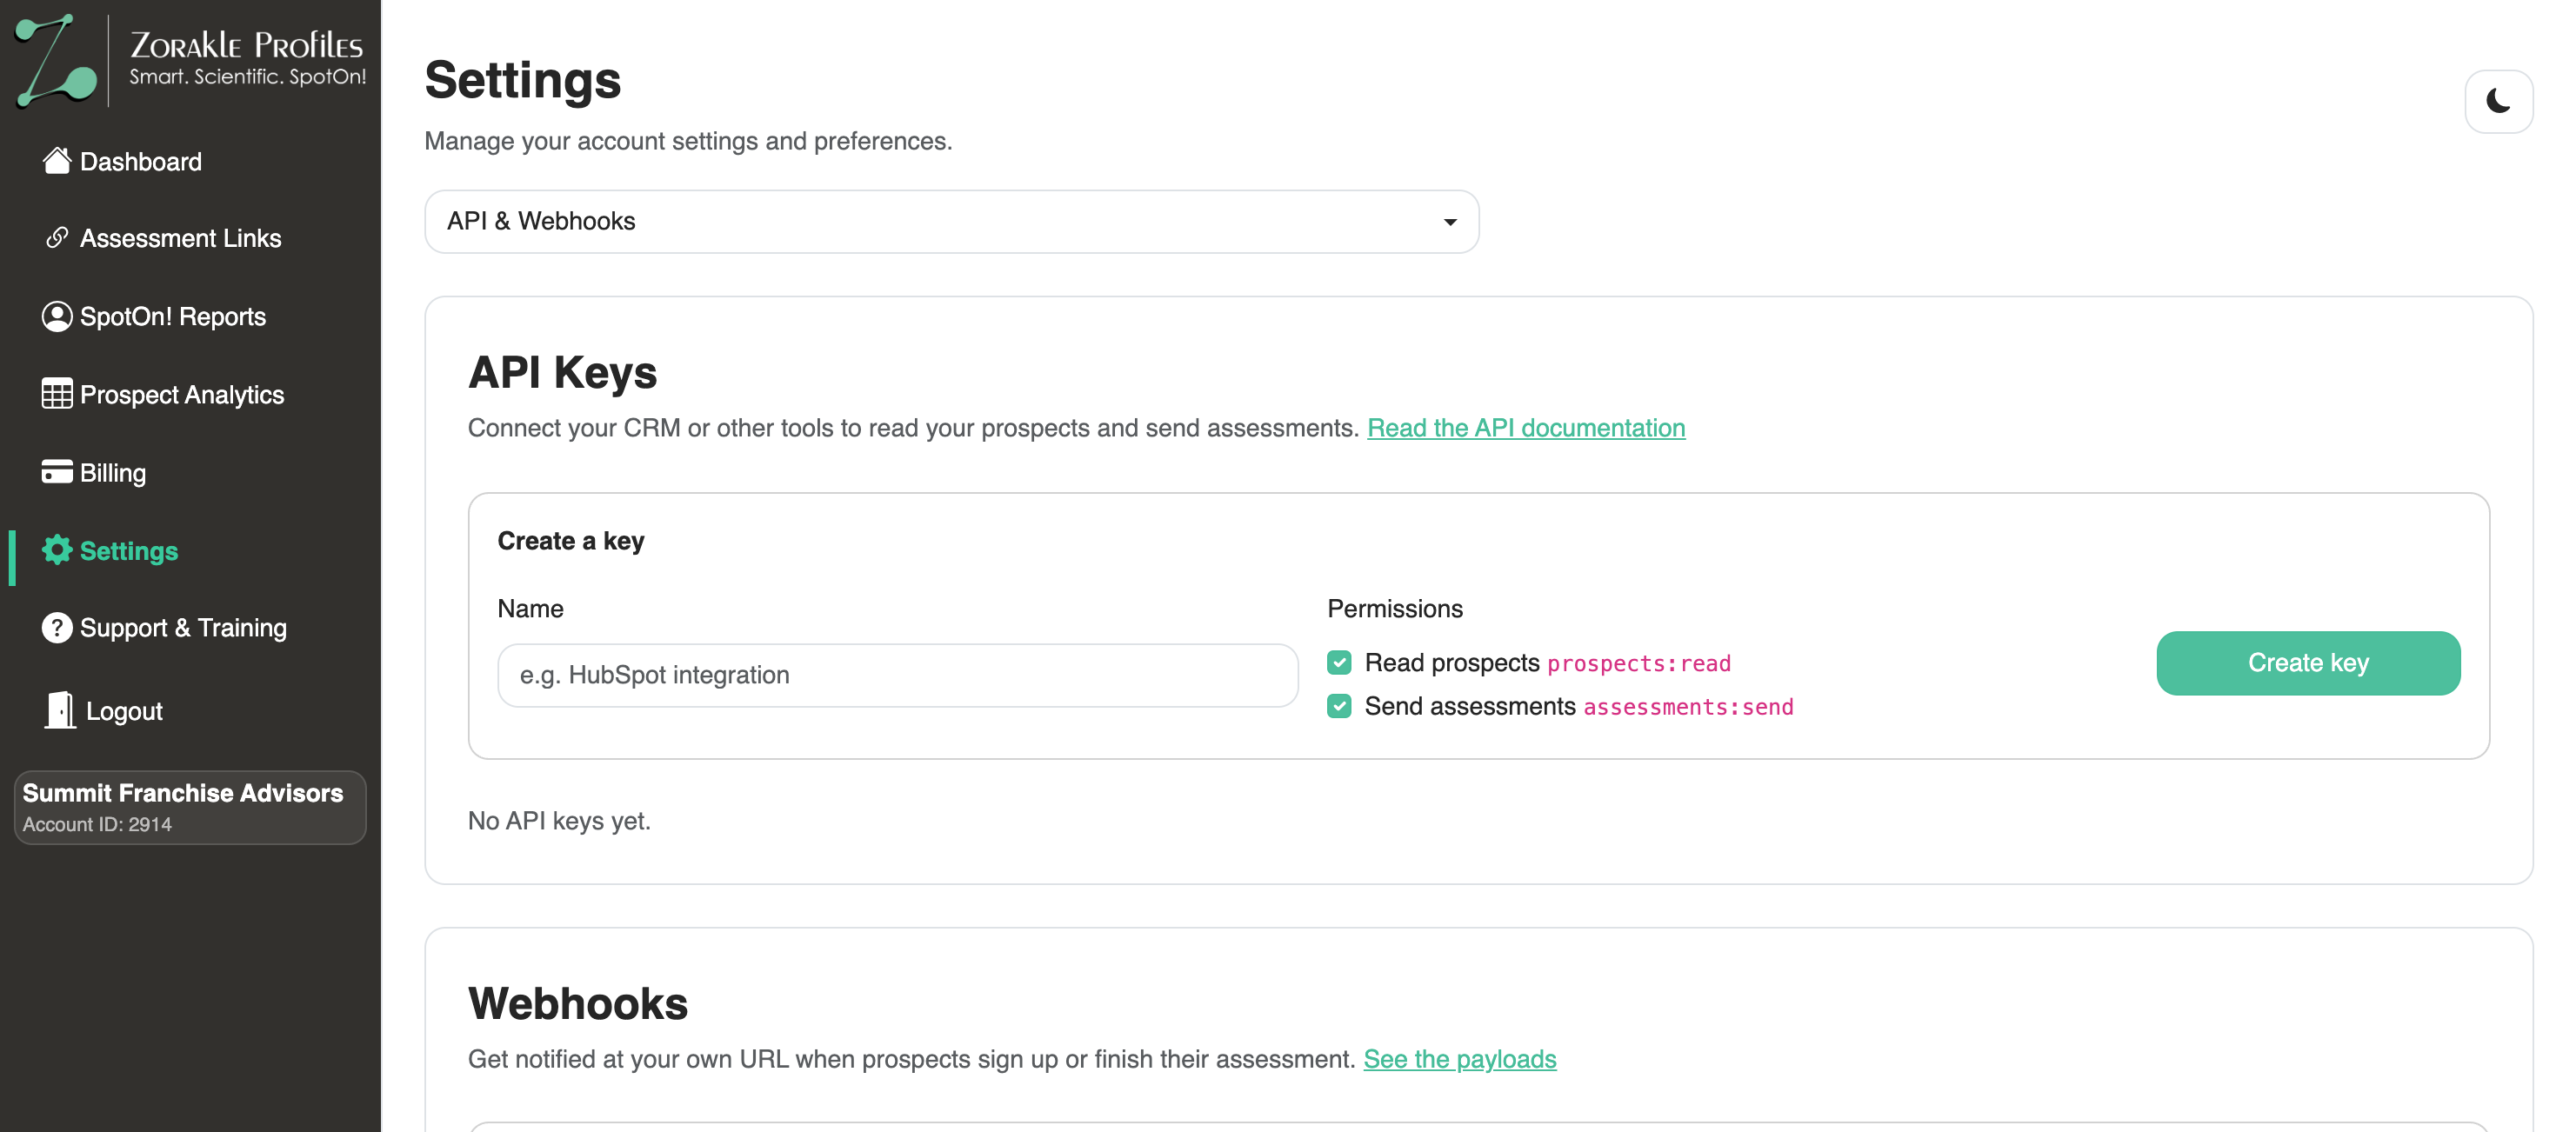 Zorakle Profiles
Smart. Scientific. SpotOn!
Dashboard
Assessment Links
SpotOn! Reports
Prospect Analytics
Billing
Settings
Support & Training
Logout
Summit Franchise Advisors
Account ID: 2914
Settings
Manage your account settings and preferences.
API & Webhooks
API Keys
Connect your CRM or other tools to read your prospects and send assessments. Read the API documentation
Create a key
Name
e.g. HubSpot integration
Permissions
Read prospects prospects:read
Send assessments assessments:send
Create key
No API keys yet.
Webhooks
Get notified at your own URL when prospects sign up or finish their assessment. See the payloads